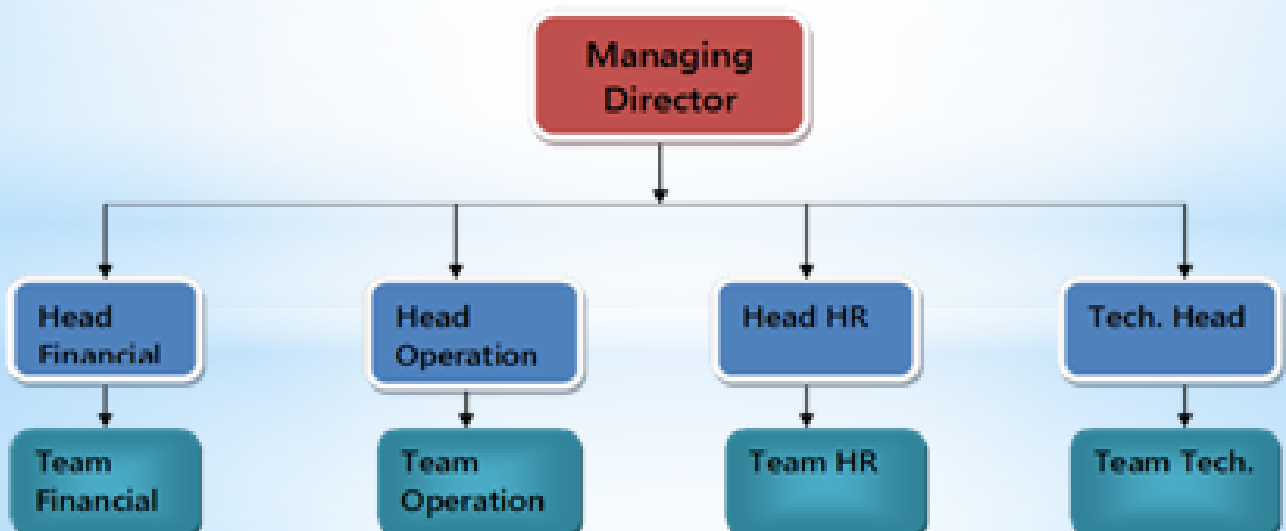 Managing
Director
Head
Financial
Head
Operation
Head HR
Tech. Head
Team
Financial
Team
Operation
Team HR
Team Tech.